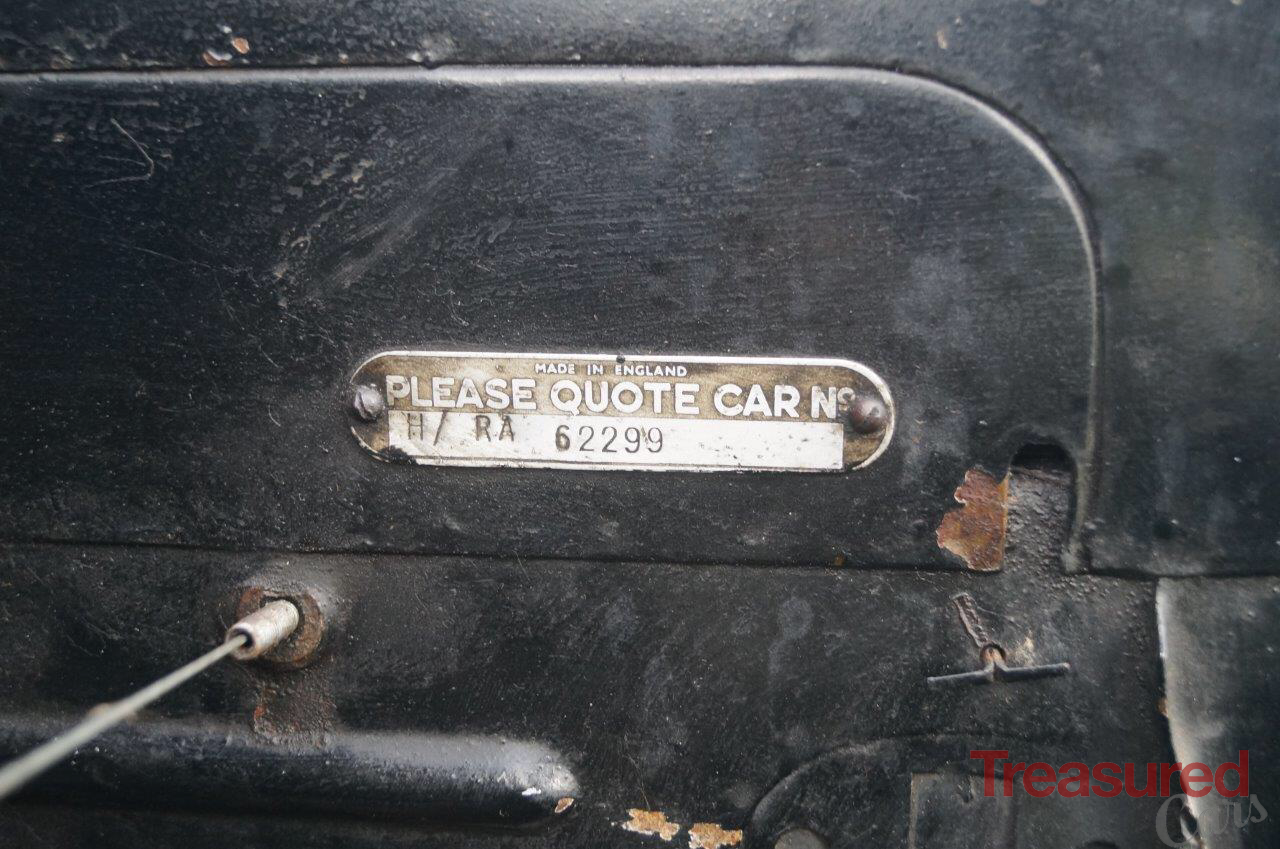 MADE IN ENGLAND
PLEASE QUOTE CAR No
H/ RA 62299
Treasured
Cars